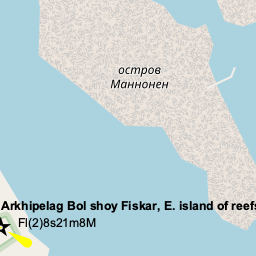 остров
Маннонен
Arkhipelag Bol shoy Fiskar, E. island of reefs
Fl(2)8s21m8M